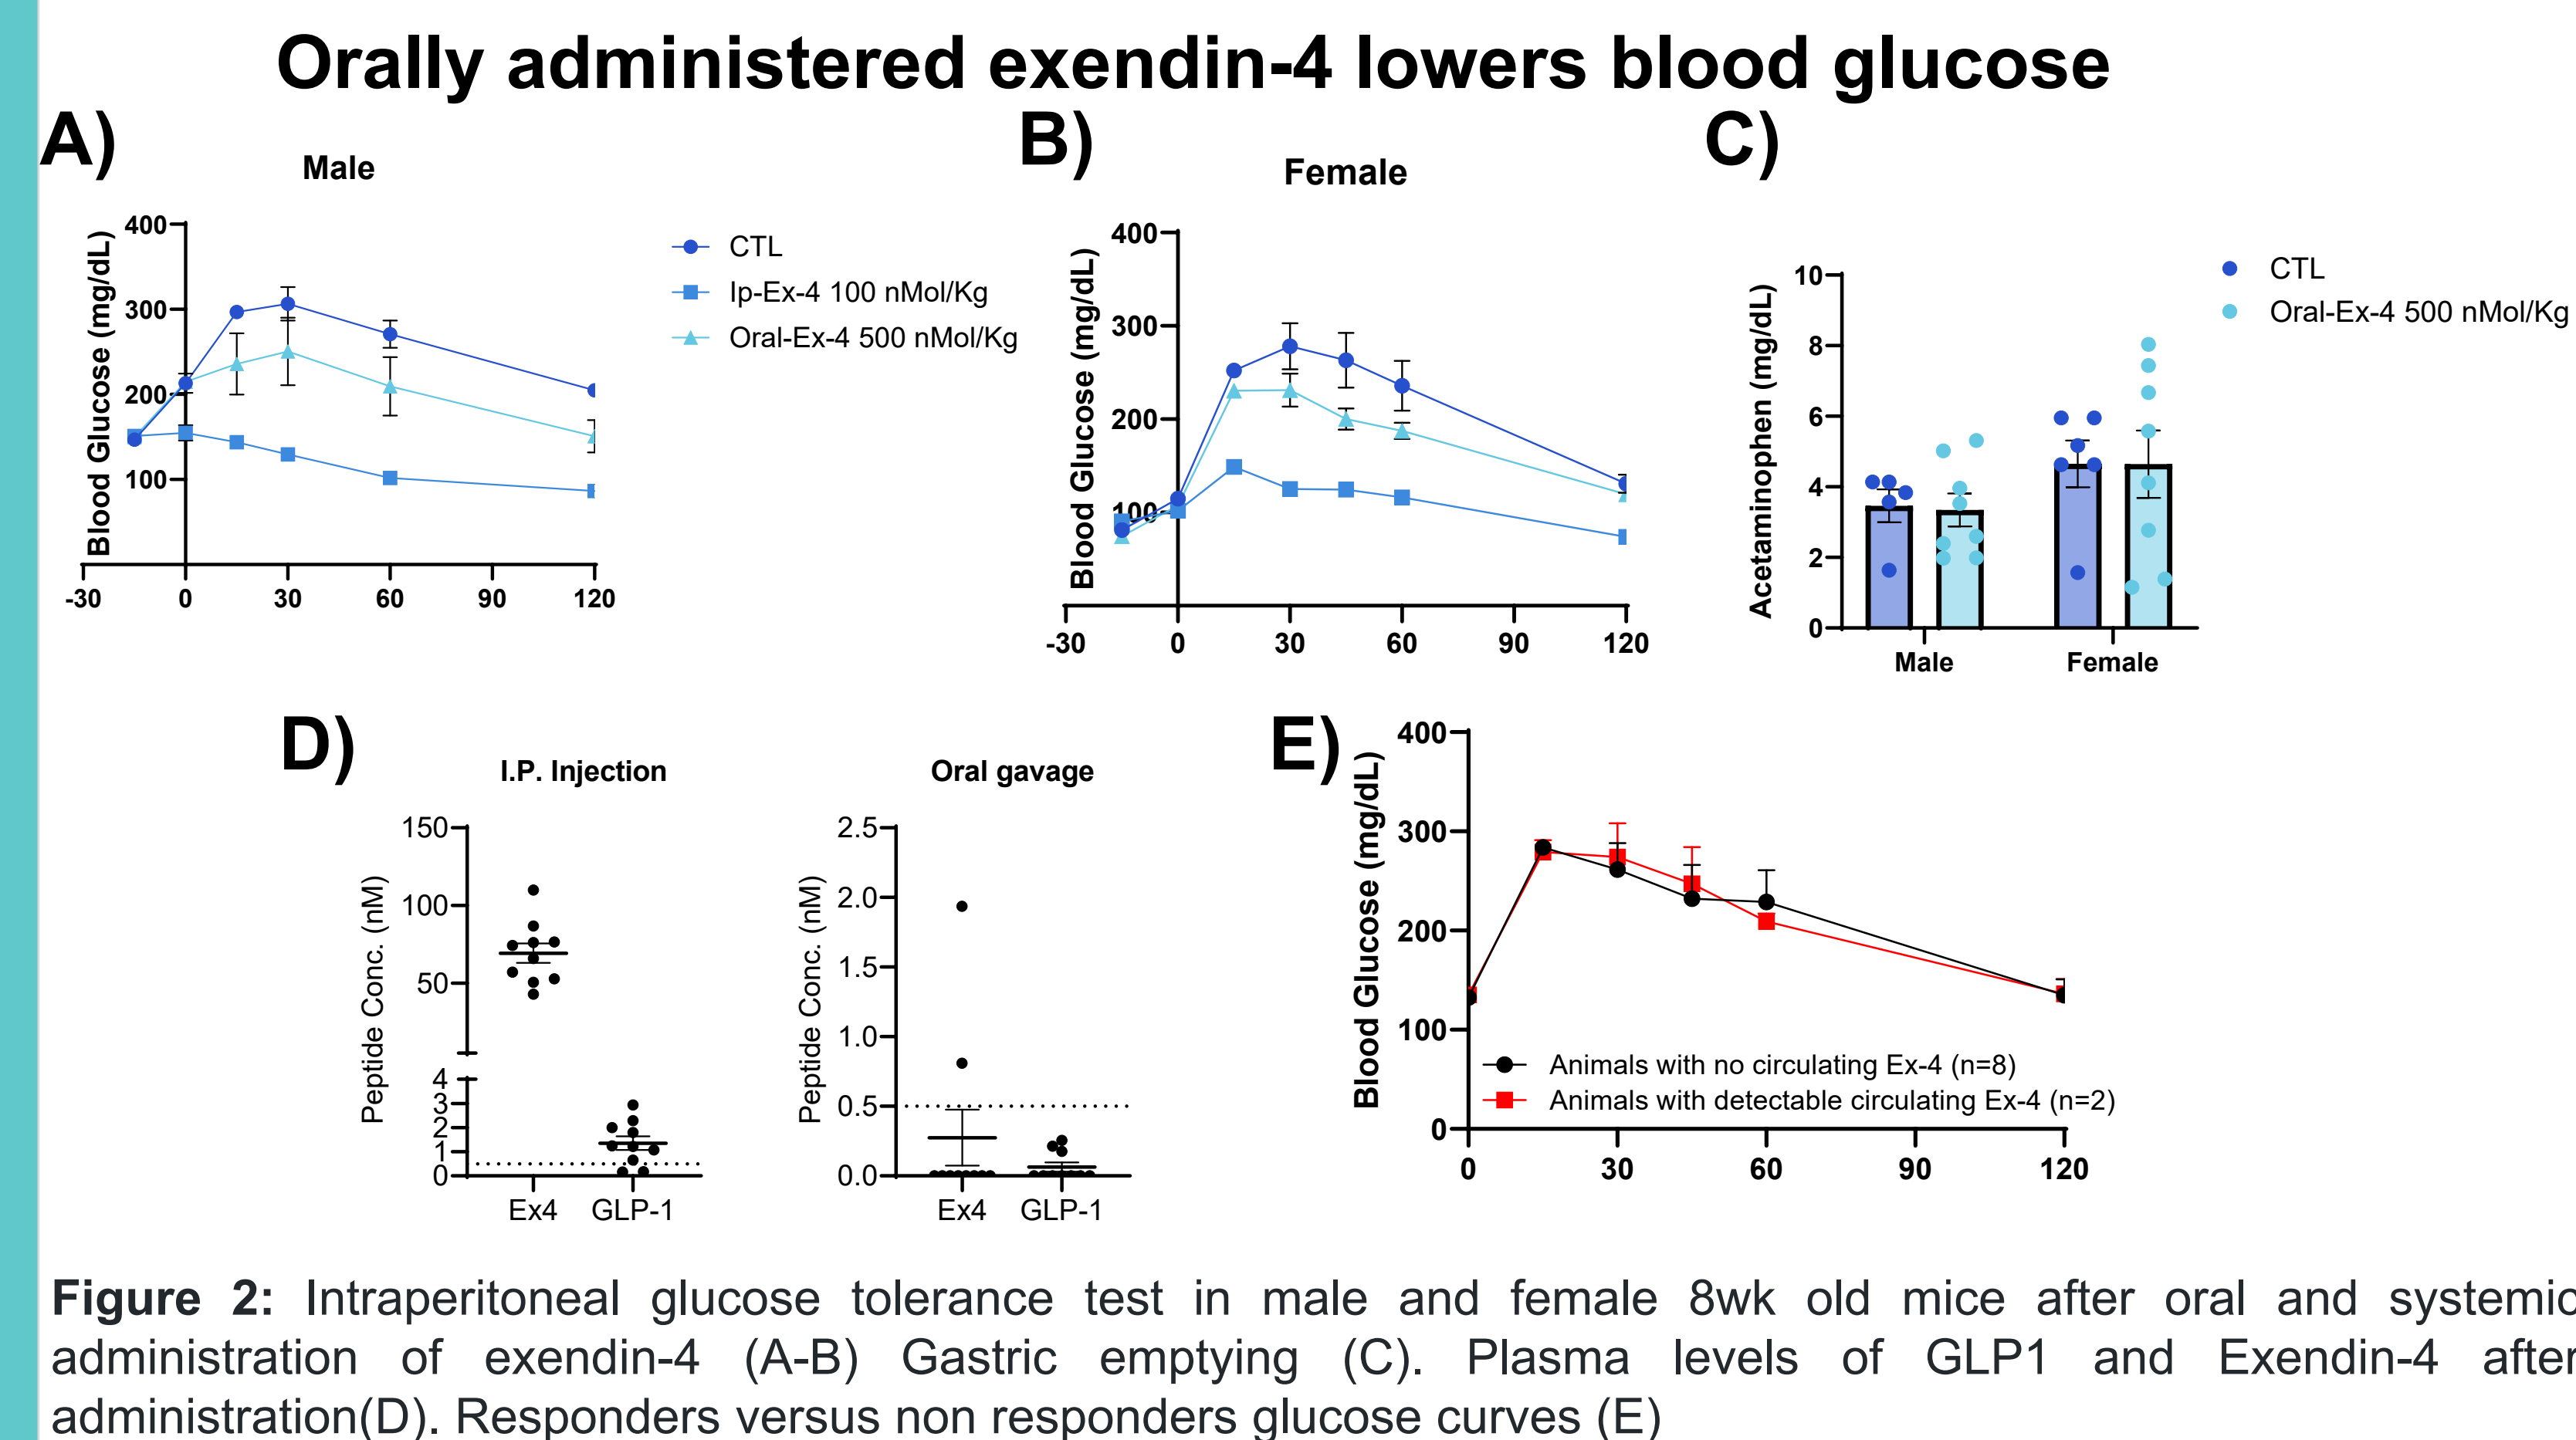 Orally administered exendin-4 lowers blood glucose
A)
Male
Blood Glucose (mg/dL)
400
300
200
100
-30 0 30 60 90 120
CTL
Ip-Ex-4 100 nMol/Kg
Oral-Ex-4 500 nMol/Kg
B)
Female
Blood Glucose (mg/dL)
400
300
200
100
-30 0 30 60 90 120
C)
Acetaminophen (mg/dL)
10
8
6
4
2
0
Male Female
CTL
Oral-Ex-4 500 nMol/Kg
D)
I.P. Injection
Peptide Conc. (nM)
150
100
50
4
3
2
1
0
Ex4 GLP-1
Oral gavage
Peptide Conc. (nM)
2.5
2.0
1.5
1.0
0.5
0.0
Ex4 GLP-1
E)
Blood Glucose (mg/dL)
400
300
200
100
0
Animals with no circulating Ex-4 (n=8)
Animals with detectable circulating Ex-4 (n=2)
0 30 60 90 120
Figure 2: Intraperitoneal glucose tolerance test in male and female 8wk old mice after oral and systemic
administration of exendin-4 (A-B) Gastric emptying (C). Plasma levels of GLP1 and Exendin-4 after
administration(D). Responders versus non responders glucose curves (E)